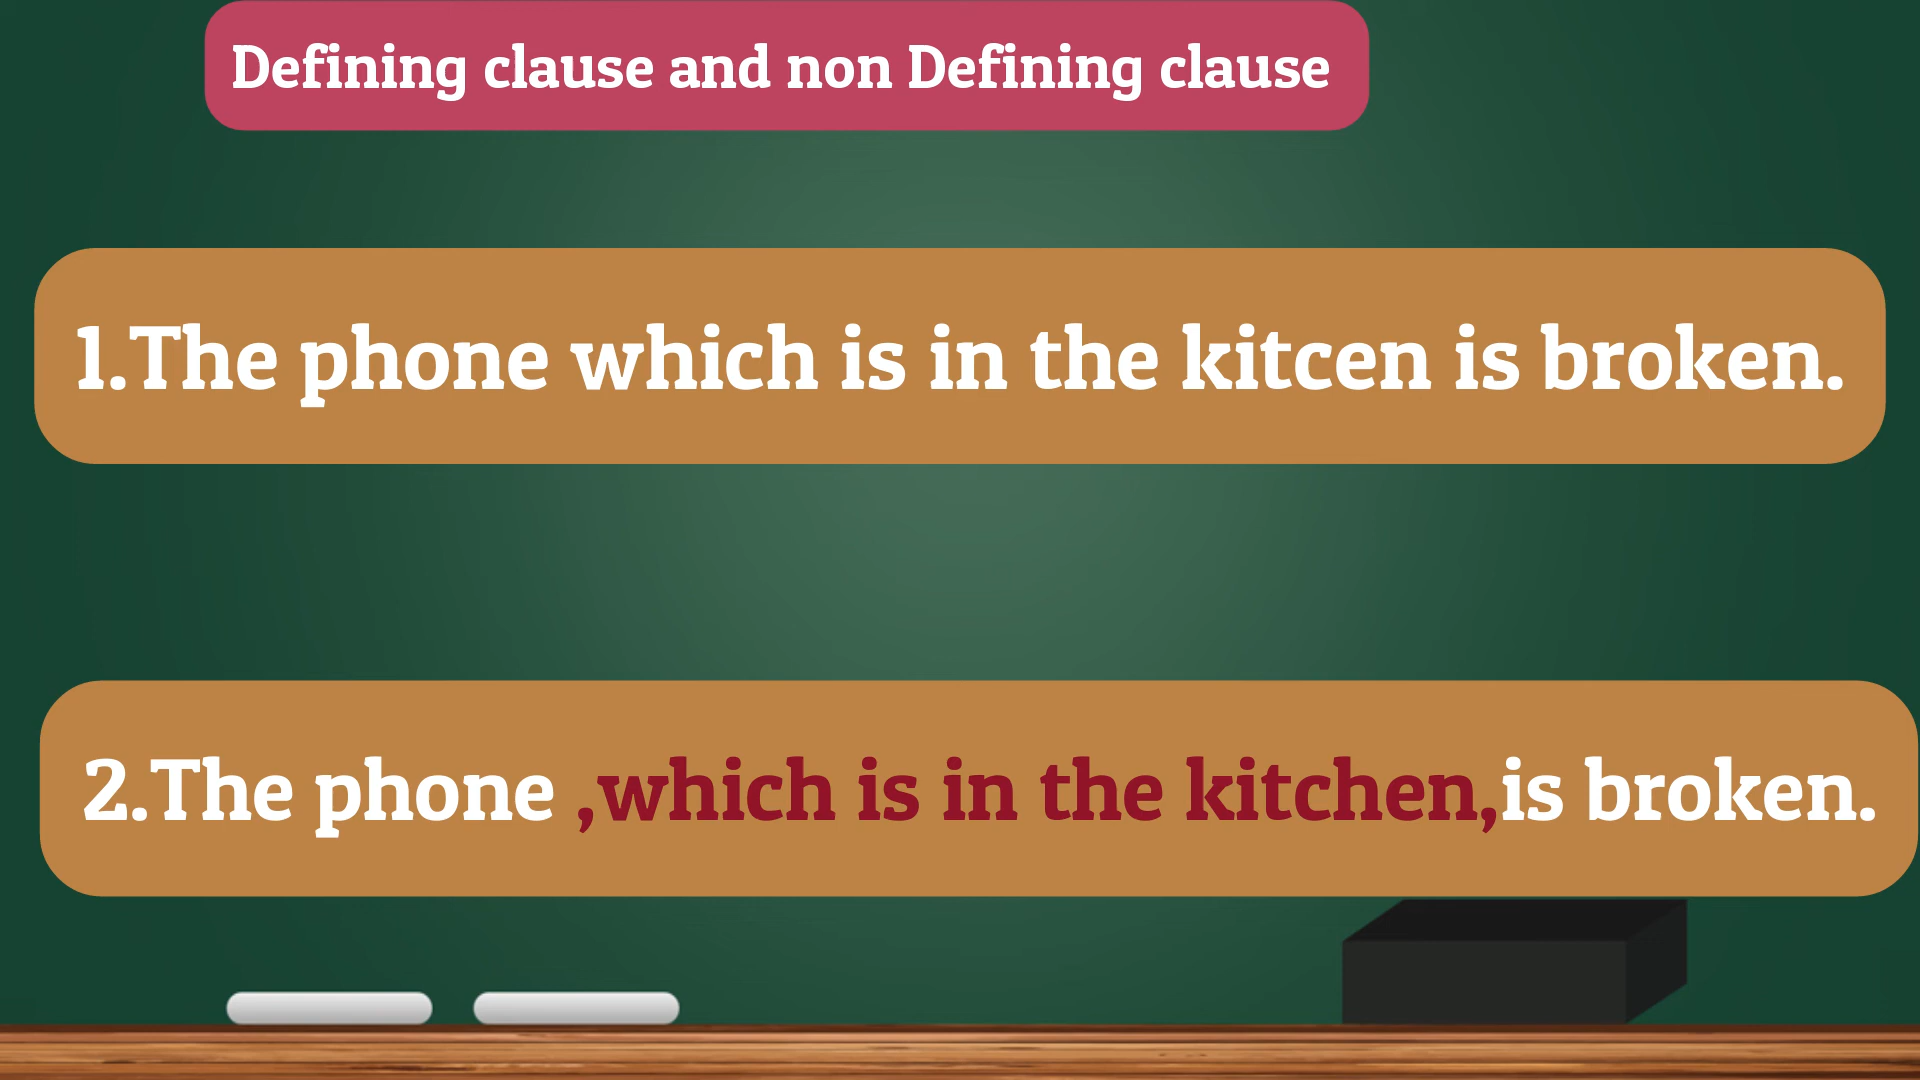 Defining clause and non Defining clause
1.The phone which is in the kitcen is broken.
2.The phone ,which is in the kitchen,is broken.